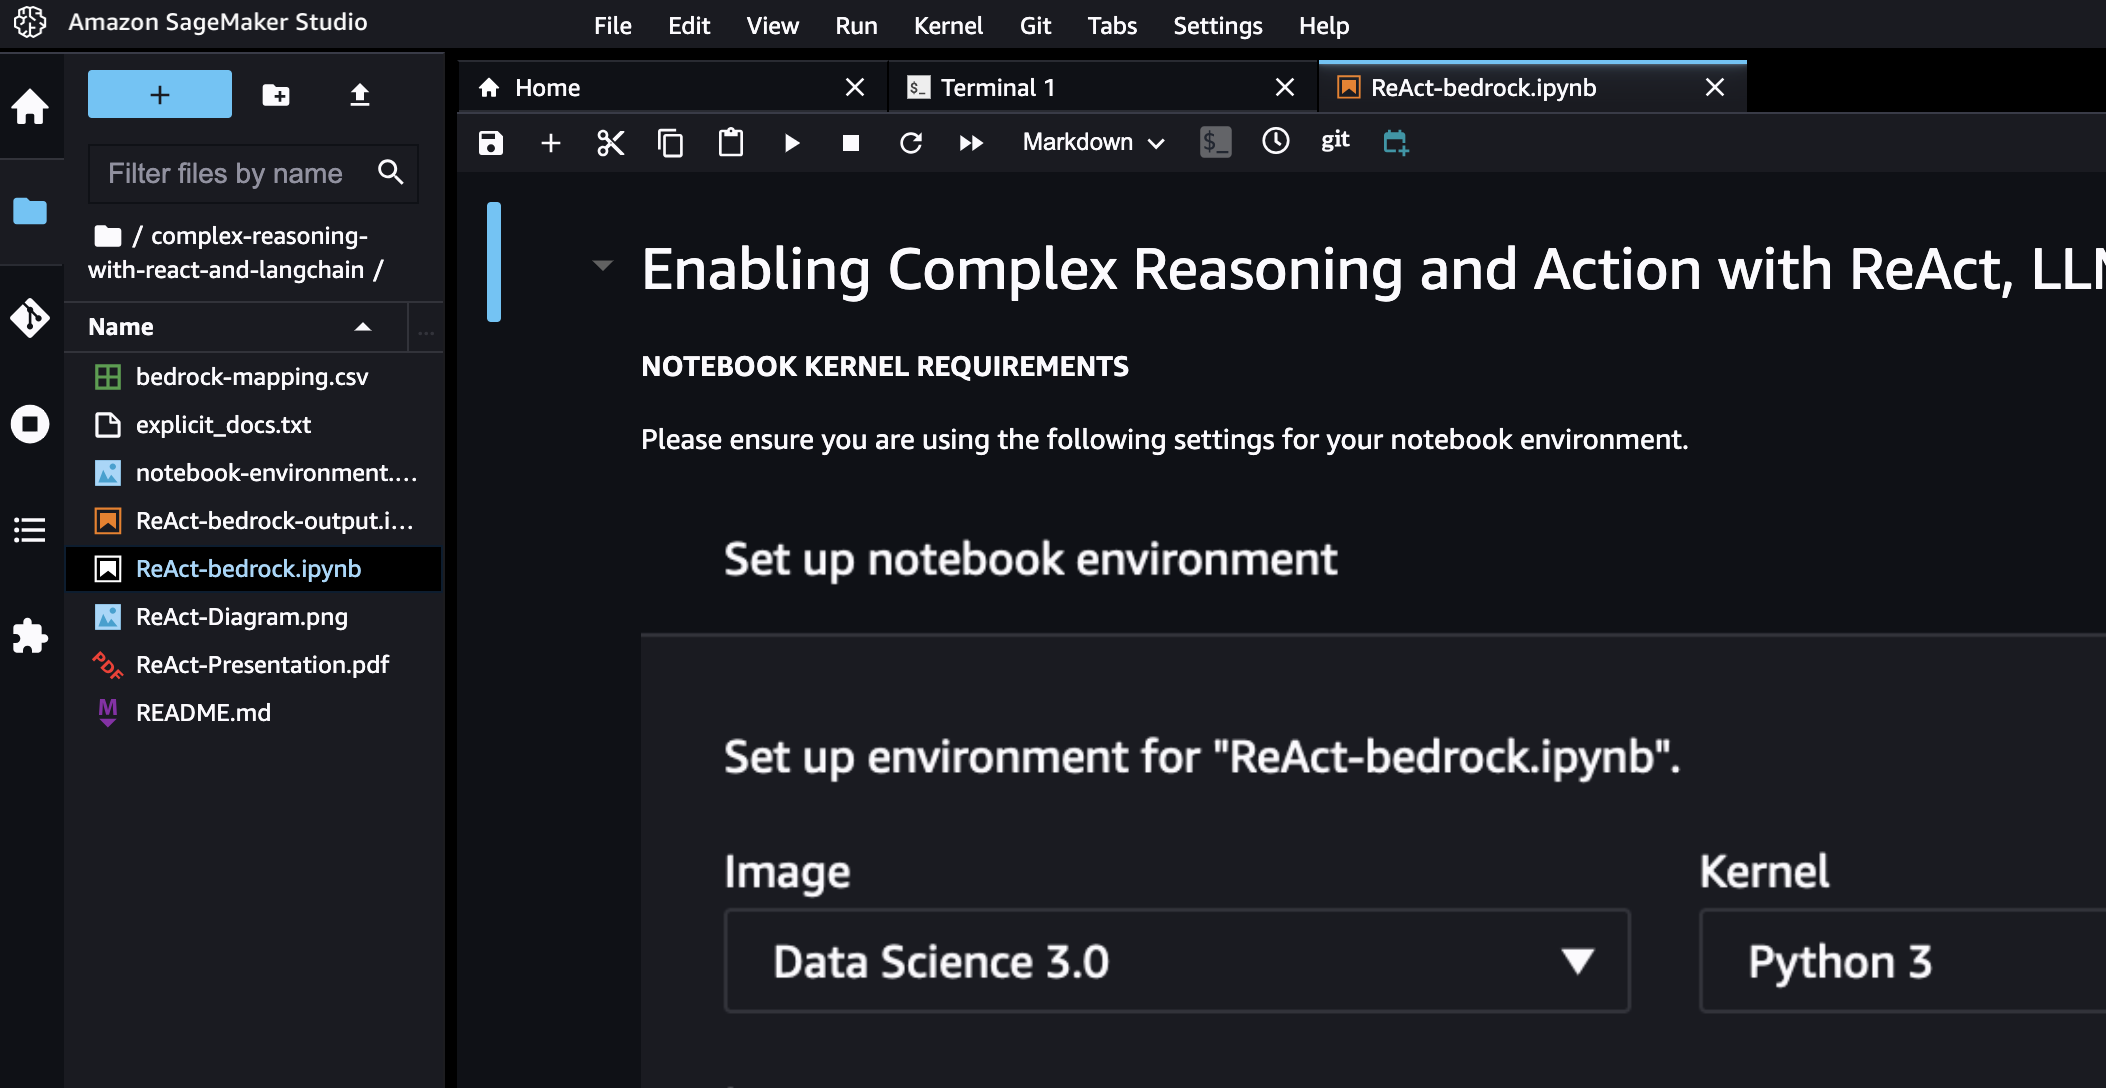 Amazon SageMaker Studio
File Edit View Run Kernel Git Tabs Settings Help
Home
Terminal 1
ReAct-bedrock.ipynb
Markdown
git
Filter files by name
/ complex-reasoning-
with-react-and-langchain /
Name
...
bedrock-mapping.csv
explicit_docs.txt
notebook-environment....
ReAct-bedrock-output.i...
ReAct-bedrock.ipynb
ReAct-Diagram.png
ReAct-Presentation.pdf
README.md
Enabling Complex Reasoning and Action with ReAct,
NOTEBOOK KERNEL REQUIREMENTS
Please ensure you are using the following settings for your notebook environment.
Set up notebook environment
Set up environment for "ReAct-bedrock.ipynb".
Image
Kernel
Data Science 3.0
Python 3